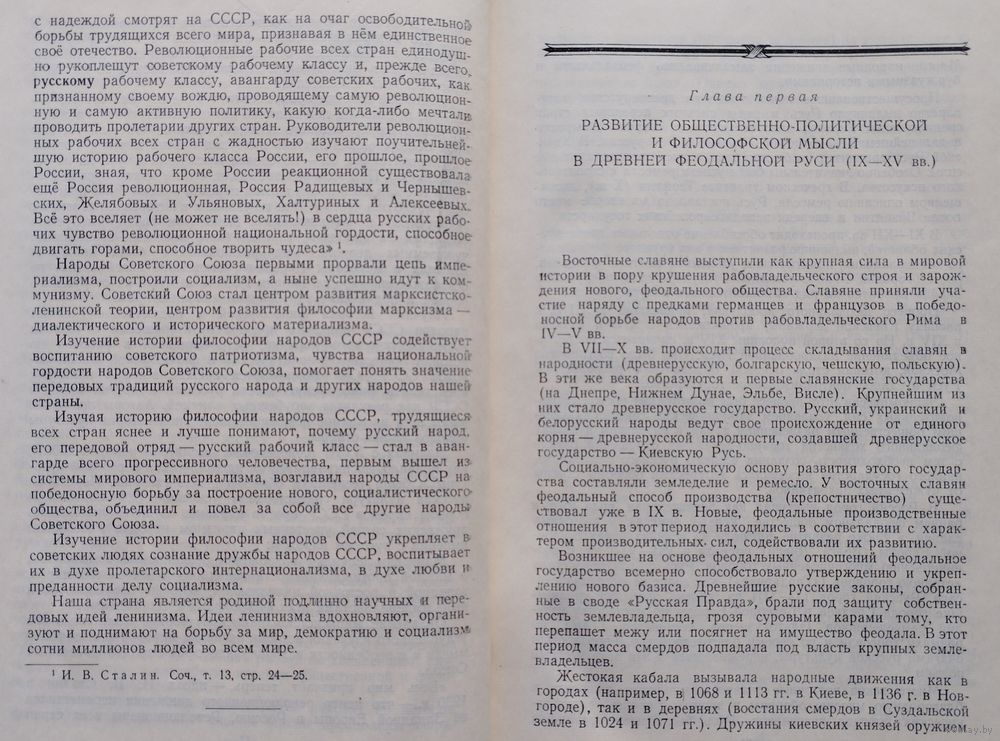 с надеждой смотрят на СССР, как на очаг освободительной
борьбы трудящихся всего мира, признавая в нём единственное
своё отечество. Революционные рабочие всех стран единодуш-
но рукоплещут советскому рабочему классу и, прежде всего,
русскому рабочему классу, авангарду советских рабочих, как
признанному своему вождю, проводящему самую революцион-
ную и самую активную политику, какую когда-либо мечтали
проводить пролетарии других стран. Руководители революцион-
ных рабочих всех стран с жадностью изучают поучительней-
шую историю рабочего класса России, его прошлое, прошлое
России, зная, что кроме России реакционной существовала
ещё Россия революционная, Россия Радищевых и Чернышев-
ских, Желябовых и Ульяновых, Халтуриных и Алексеевых.
Всё это вселяет (не может не вселять!) в сердца русских рабо-
чих чувство революционной национальной гордости, способное
двигать горами, способное творить чудеса» ¹.
Народы Советского Союза первыми прорвали цепь импе-
риализма, построили социализм, а ныне успешно идут к ком-
мунизму. Советский Союз стал центром развития марксистско-
ленинской теории, центром развития философии марксизма —
диалектического и исторического материализма.
Изучение истории философии народов СССР содействует
воспитанию советского патриотизма, чувства национальной
гордости народов Советского Союза, помогает понять значение
передовых традиций русского народа и других народов нашей
страны.
Изучая историю философии народов СССР, трудящиеся
всех стран яснее и лучше понимают, почему русский народ,
его передовой отряд — русский рабочий класс — стал в аван-
гарде всего прогрессивного человечества, первым вышел из
системы мирового империализма, возглавил народы СССР на
победоносную борьбу за построение нового, социалистического
общества, объединил и повел за собой все другие народы
Советского Союза.
Изучение истории философии народов СССР укрепляет в
советских людях сознание дружбы народов СССР, воспитывает
их в духе пролетарского интернационализма, в духе любви и
преданности делу социализма.
Наша страна является родиной подлинно научных и пере-
довых идей ленинизма. Идеи ленинизма вдохновляют, органи-
зуют и поднимают на борьбу за мир, демократию и социализм
сотни миллионов людей во всем мире.
¹ И. В. Сталин. Соч., т. 13, стр. 24—25.
Глава первая
РАЗВИТИЕ ОБЩЕСТВЕННО-ПОЛИТИЧЕСКОЙ
И ФИЛОСОФСКОЙ МЫСЛИ
В ДРЕВНЕЙ ФЕОДАЛЬНОЙ РУСИ (IX—XV вв.)
Восточные славяне выступили как крупная сила в мировой
истории в пору крушения рабовладельческого строя и зарож-
дения нового, феодального общества. Славяне приняли уча-
стие наряду с предками германцев и французов в победо-
носной борьбе народов против рабовладельческого Рима в
IV—V вв.
В VII—X вв. происходит процесс складывания славян в
народности (древнерусскую, болгарскую, чешскую, польскую).
В эти же века образуются и первые славянские государства
(на Днепре, Нижнем Дунае, Эльбе, Висле). Крупнейшим из
них стало древнерусское государство. Русский, украинский и
белорусский народы ведут свое происхождение от единого
корня — древнерусской народности, создавшей древнерусское
государство — Киевскую Русь.
Социально-экономическую основу развития этого государ-
ства составляли земледелие и ремесло. У восточных славян
феодальный способ производства (крепостничество) суще-
ствовал уже в IX в. Новые, феодальные производственные
отношения в этот период находились в соответствии с харак-
тером производительных сил, содействовали их развитию.
Возникшее на основе феодальных отношений феодальное
государство всемерно способствовало утверждению и укреп-
лению нового базиса. Древнейшие русские законы, собран-
ные в своде «Русская Правда», брали под защиту собствен-
ность землевладельца, грозя суровыми карами тому, кто
перепашет межу или посягнет на имущество феодала. В этот
период масса смердов подпадала под власть крупных земле-
владельцев.
Жестокая кабала вызывала народные движения как в
городах (например, в 1068 и 1113 гг. в Киеве, в 1136 г. в Нов-
городе), так и в деревнях (восстания смердов в Суздальской
земле в 1024 и 1071 гг.). Дружины киевских князей оружием